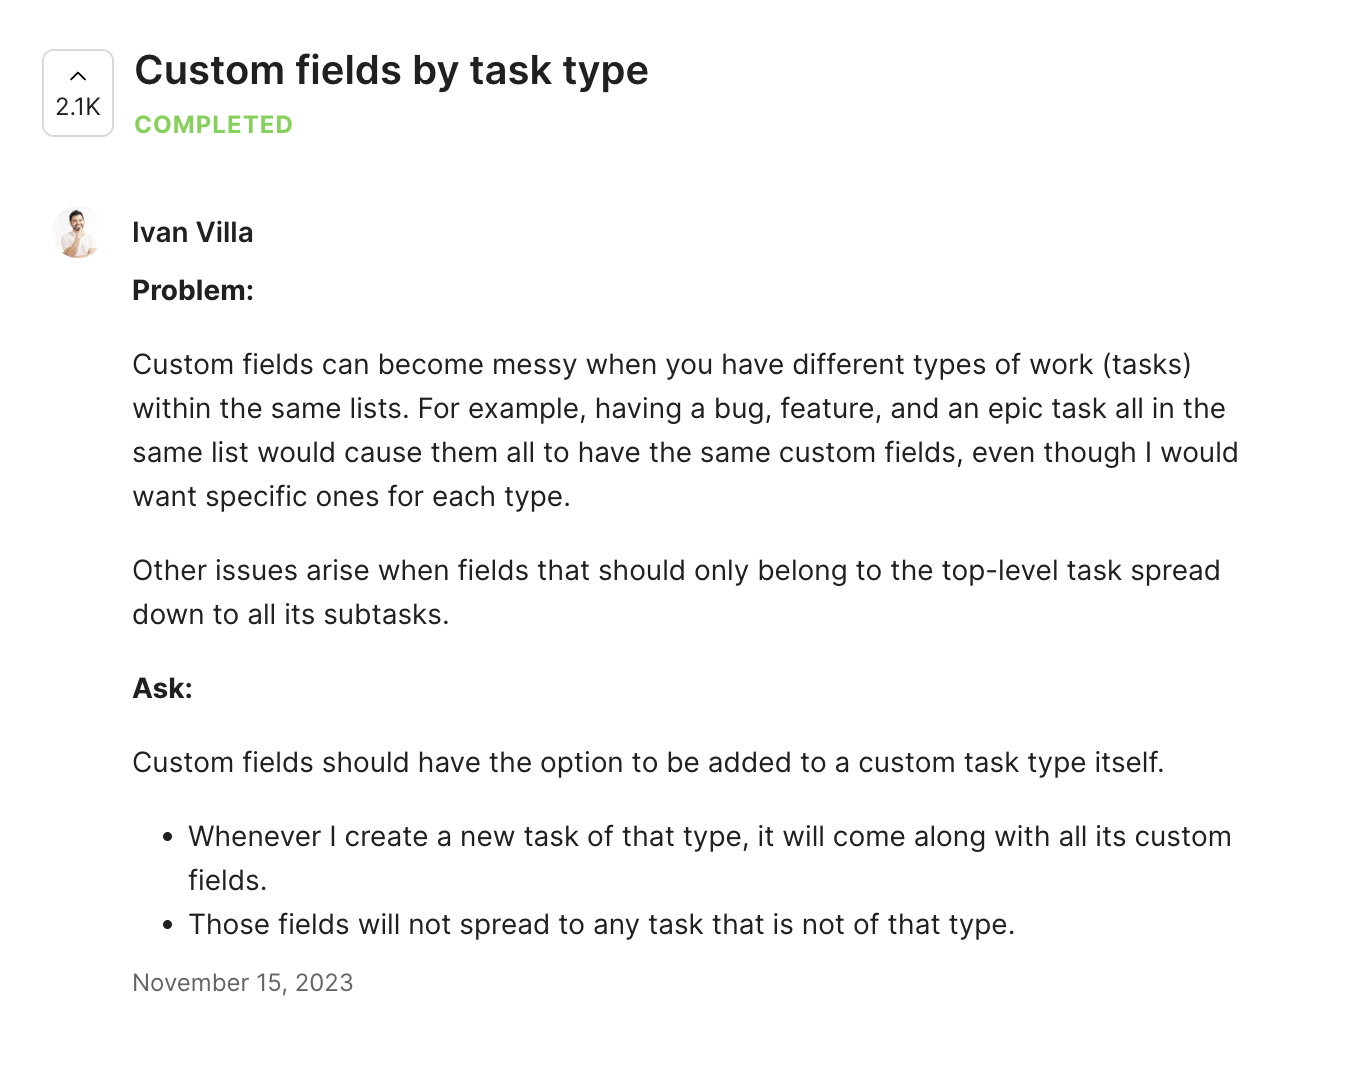 Custom fields by task type
2.1K
COMPLETED
Ivan Villa
Problem:
Custom fields can become messy when you have different types of work (tasks)
within the same lists. For example, having a bug, feature, and an epic task all in the
same list would cause them all to have the same custom fields, even though I would
want specific ones for each type.
Other issues arise when fields that should only belong to the top-level task spread
down to all its subtasks.
Ask:
Custom fields should have the option to be added to a custom task type itself.
• Whenever I create a new task of that type, it will come along with all its custom
fields.
• Those fields will not spread to any task that is not of that type.
November 15, 2023